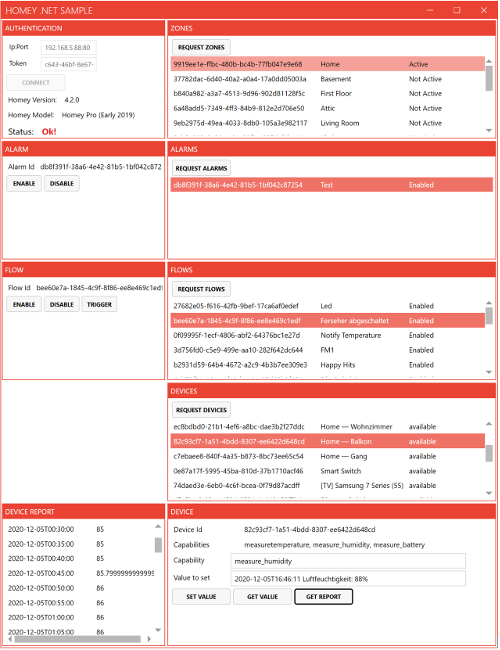 HOMEY .NET SAMPLE
AUTHENTICATION
Ip:Port 192.168.5.88:80
Token c643-46bf-8e67-
CONNECT
Homey Version: 4.2.0
Homey Model: Homey Pro (Early 2019)
Status: Ok!
ZONES
REQUEST ZONES
9919ee1e-ffbc-480b-bc4b-77fb047e9e68 Home Active
37782dac-6d40-40a2-a0a4-17a0dd05003a Basement Not Active
b840a982-a3a7-4513-9d96-902d81128f5c First Floor Not Active
6a48add5-7349-4ff3-84b9-812e2d706e50 Attic Not Active
9eb2975d-49ea-4033-8db0-105a3e982117 Living Room Not Active
ALARM
Alarm Id db8f391f-38a6-4e42-81b5-1bf042c872
ENABLE DISABLE
ALARMS
REQUEST ALARMS
db8f391f-38a6-4e42-81b5-1bf042c87254 Test Enabled
FLOW
Flow Id bee60e7a-1845-4c9f-8f86-ee8e469c1edf
ENABLE DISABLE TRIGGER
FLOWS
REQUEST FLOWS
27682e05-f616-42fb-9bef-17ca6af0edef Led Enabled
bee60e7a-1845-4c9f-8f86-ee8e469c1edf Ferseher abgeschaltet Enabled
0f09995f-1ecf-4806-abf2-64376bc1e27d Notify Temperature Enabled
3d756fd0-c5e9-499e-aa10-282f642dc644 FM1 Enabled
b2931d59-64b4-4672-a2c9-4b3b7ee309e3 Happy Hits Enabled
DEVICES
REQUEST DEVICES
ec8bdbd0-21b1-4ef6-a8bc-dae3b2f27ddc Home — Wohnzimmer available
82c93cf7-1a51-4bdd-8307-ee6422d648cd Home — Balkon available
c7ebaee8-840f-4a35-b873-8bc73ee65c54 Home — Gang available
0e87a17f-5995-45ba-810d-37b1710acf46 Smart Switch available
74daed3e-6eb0-4c6f-bcea-0f79d87acdff [TV] Samsung 7 Series (55) available
DEVICE REPORT
2020-12-05T00:30:00 85
2020-12-05T00:35:00 85
2020-12-05T00:40:00 85
2020-12-05T00:45:00 85.7999999999999
2020-12-05T00:50:00 86
2020-12-05T00:55:00 86
2020-12-05T01:00:00 86
2020-12-05T01:05:00 86
DEVICE
Device Id 82c93cf7-1a51-4bdd-8307-ee6422d648cd
Capabilities measuretemperature, measure_humidity, measure_battery
Capability measure_humidity
Value to set 2020-12-05T16:46:11 Luftfeuchtigkeit: 88%
SET VALUE GET VALUE GET REPORT